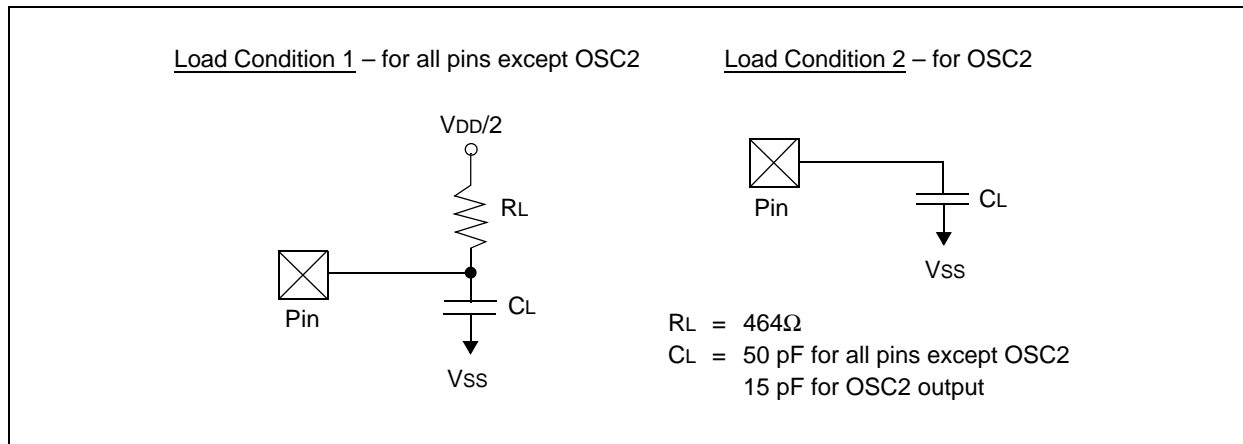 Load Condition 1 – for all pins except OSC2
Load Condition 2 – for OSC2
VDD/2
RL
Pin
CL
VSS
Pin
CL
VSS
RL = 464Ω
CL = 50 pF for all pins except OSC2
15 pF for OSC2 output